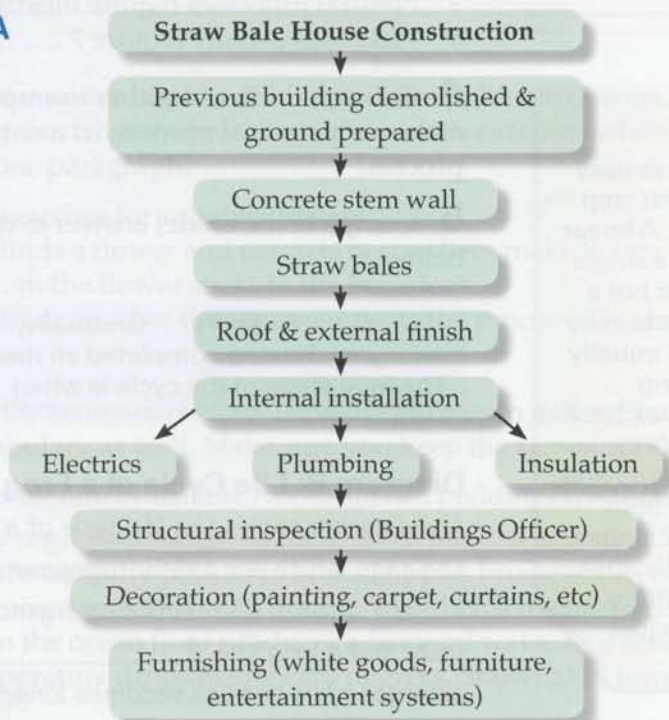 A
Straw Bale House Construction
Previous building demolished &
ground prepared
Concrete stem wall
Straw bales
Roof & external finish
Internal installation
Electrics
Plumbing
Insulation
Structural inspection (Buildings Officer)
Decoration (painting, carpet, curtains, etc)
Furnishing (white goods, furniture,
entertainment systems)